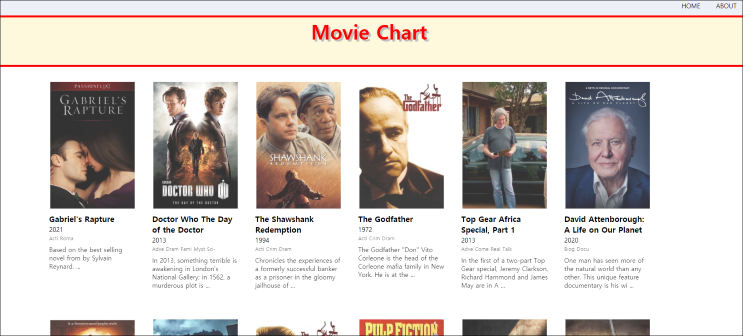 HOME ABOUT
Movie Chart
GABRIEL'S
RAPTURE
DOCTOR WHO
THE DAY OF THE DOCTOR
THE
SHAWSHANK
REDEMPTION
The
Godfather
A NETFLIX ORIGINAL DOCUMENTARY
David Attenborough
A LIFE ON OUR PLANET
Gabriel's Rapture
2021
Acti Roma
Based on the best selling
novel from by Sylvain
Reynard. ...
Doctor Who The Day
of the Doctor
2013
Adve Dram Fami Myst Sci-
In 2013, something terrible is
awakening in London's
National Gallery; in 1562, a
murderous plot is ...
The Shawshank
Redemption
1994
Acti Crim Dram
Chronicles the experiences of
a formerly successful banker
as a prisoner in the gloomy
jailhouse of ...
The Godfather
1972
Acti Crim Dram
The Godfather "Don" Vito
Corleone is the head of the
Corleone mafia family in New
York. He is at the ...
Top Gear Africa
Special, Part 1
2013
Adve Come Real Talk
In the first of a two-part Top
Gear special, Jeremy Clarkson,
Richard Hammond and James
May are in A ...
David Attenborough:
A Life on Our Planet
2020
Biog Docu
One man has seen more of
the natural world than any
other. This unique feature
documentary is his wi ...
PULP FICTION